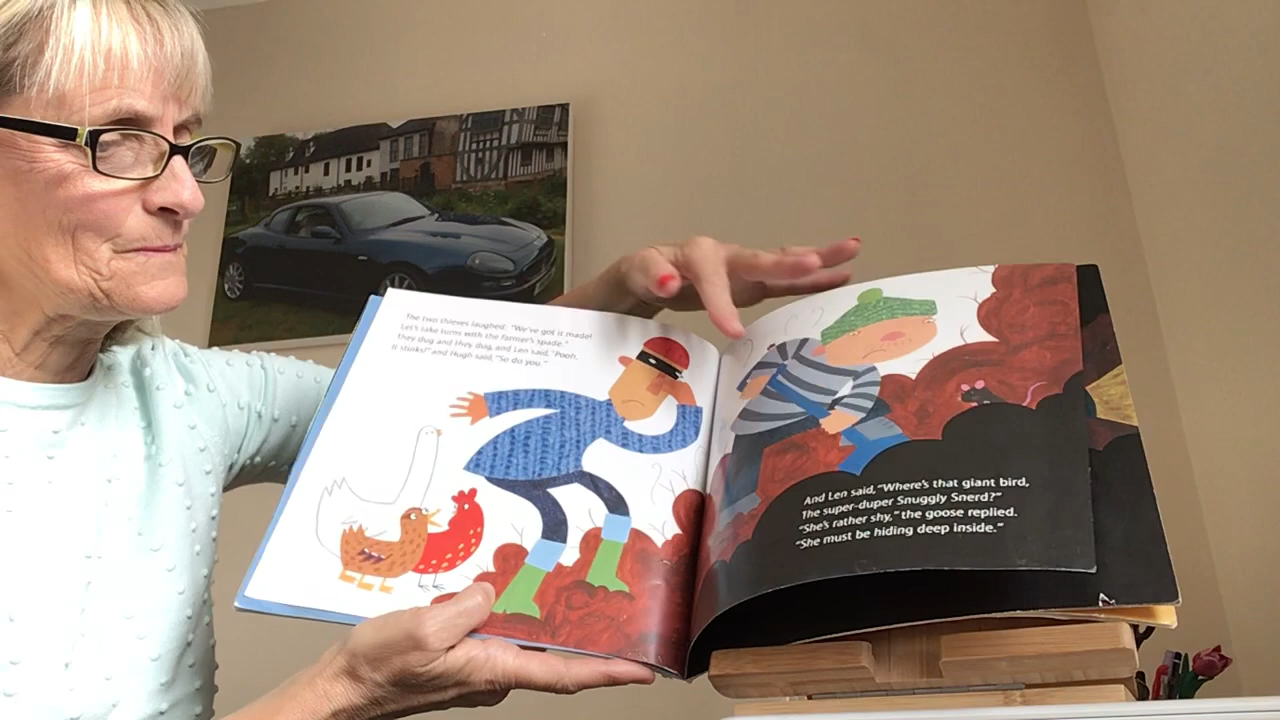 The two thieves laughed: "We've got it made!
Let's take turns with the farmer's spade."
They dug and they dug, and Len said, "Pooh,
it stinks!" and Hugh said, "So do you."
And Len said, "Where's that giant bird,
The super-duper Snuggly Snerd?"
"She's rather shy," the goose replied.
"She must be hiding deep inside."